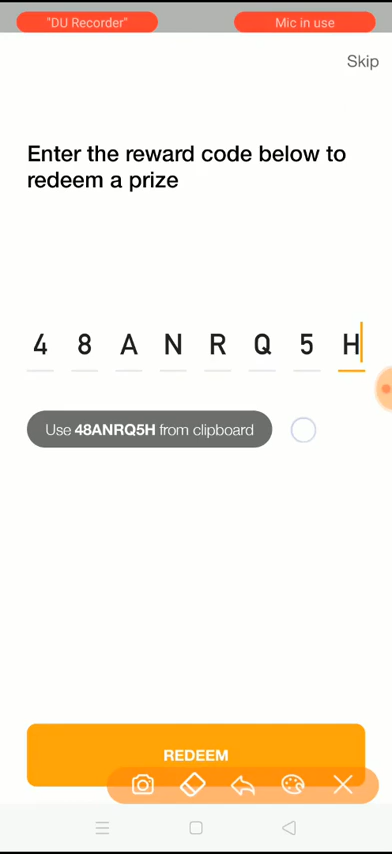 "DU Recorder"
Mic in use
Skip
Enter the reward code below to
redeem a prize
4 8 A N R Q 5 H
Use 48ANRQ5H from clipboard
REDEEM